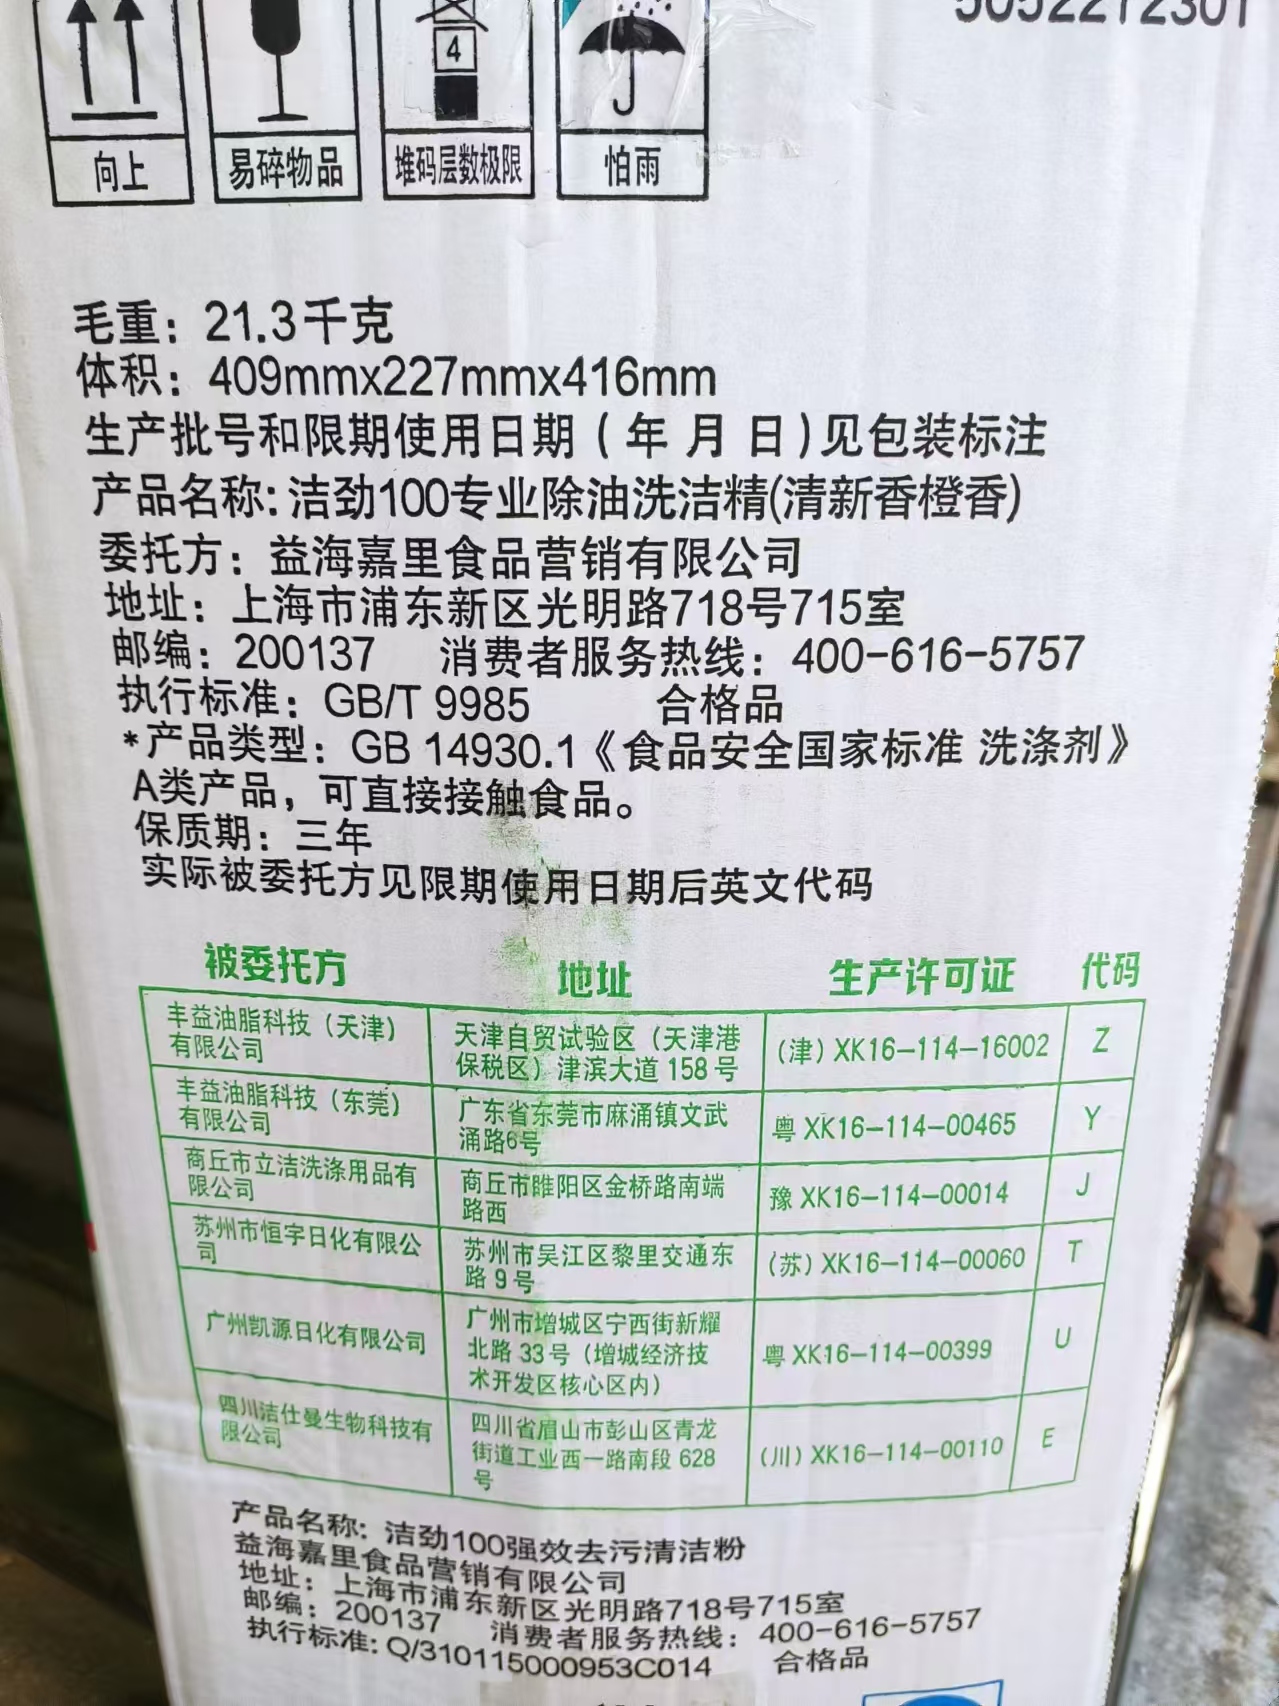 5052212301
4
向上
易碎物品
堆码层数极限
怕雨
毛重：21.3千克
体积：409mmx227mmx416mm
生产批号和限期使用日期（年 月 日)见包装标注
产品名称:洁劲100专业除油洗洁精(清新香橙香)
委托方：益海嘉里食品营销有限公司
地址：上海市浦东新区光明路718号715室
邮编：200137 消费者服务热线：400-616-5757
执行标准：GB/T 9985 合格品
*产品类型：GB 14930.1《食品安全国家标准 洗涤剂》
A类产品，可直接接触食品。
保质期：三年
实际被委托方见限期使用日期后英文代码
被委托方 地址 生产许可证 代码
丰益油脂科技（天津）
有限公司
天津自贸试验区（天津港
保税区）津滨大道 158 号
（津）XK16-114-16002
Z
丰益油脂科技（东莞）
有限公司
广东省东莞市麻涌镇文武
涌路6号
粤 XK16-114-00465
Y
商丘市立洁洗涤用品有
限公司
商丘市睢阳区金桥路南端
路西
豫 XK16-114-00014
J
苏州市恒宇日化有限公
司
苏州市吴江区黎里交通东
路 9 号
（苏）XK16-114-00060
T
广州凯源日化有限公司
广州市增城区宁西街新耀
北路 33 号（增城经济技
术开发区核心区内）
粤 XK16-114-00399
U
四川洁仕曼生物科技有
限公司
四川省眉山市彭山区青龙
街道工业西一路南段 628
号
（川）XK16-114-00110
E
产品名称：洁劲100强效去污清洁粉
益海嘉里食品营销有限公司
地址：上海市浦东新区光明路718号715室
邮编：200137 消费者服务热线：400-616-5757
执行标准: Q/310115000953C014 合格品